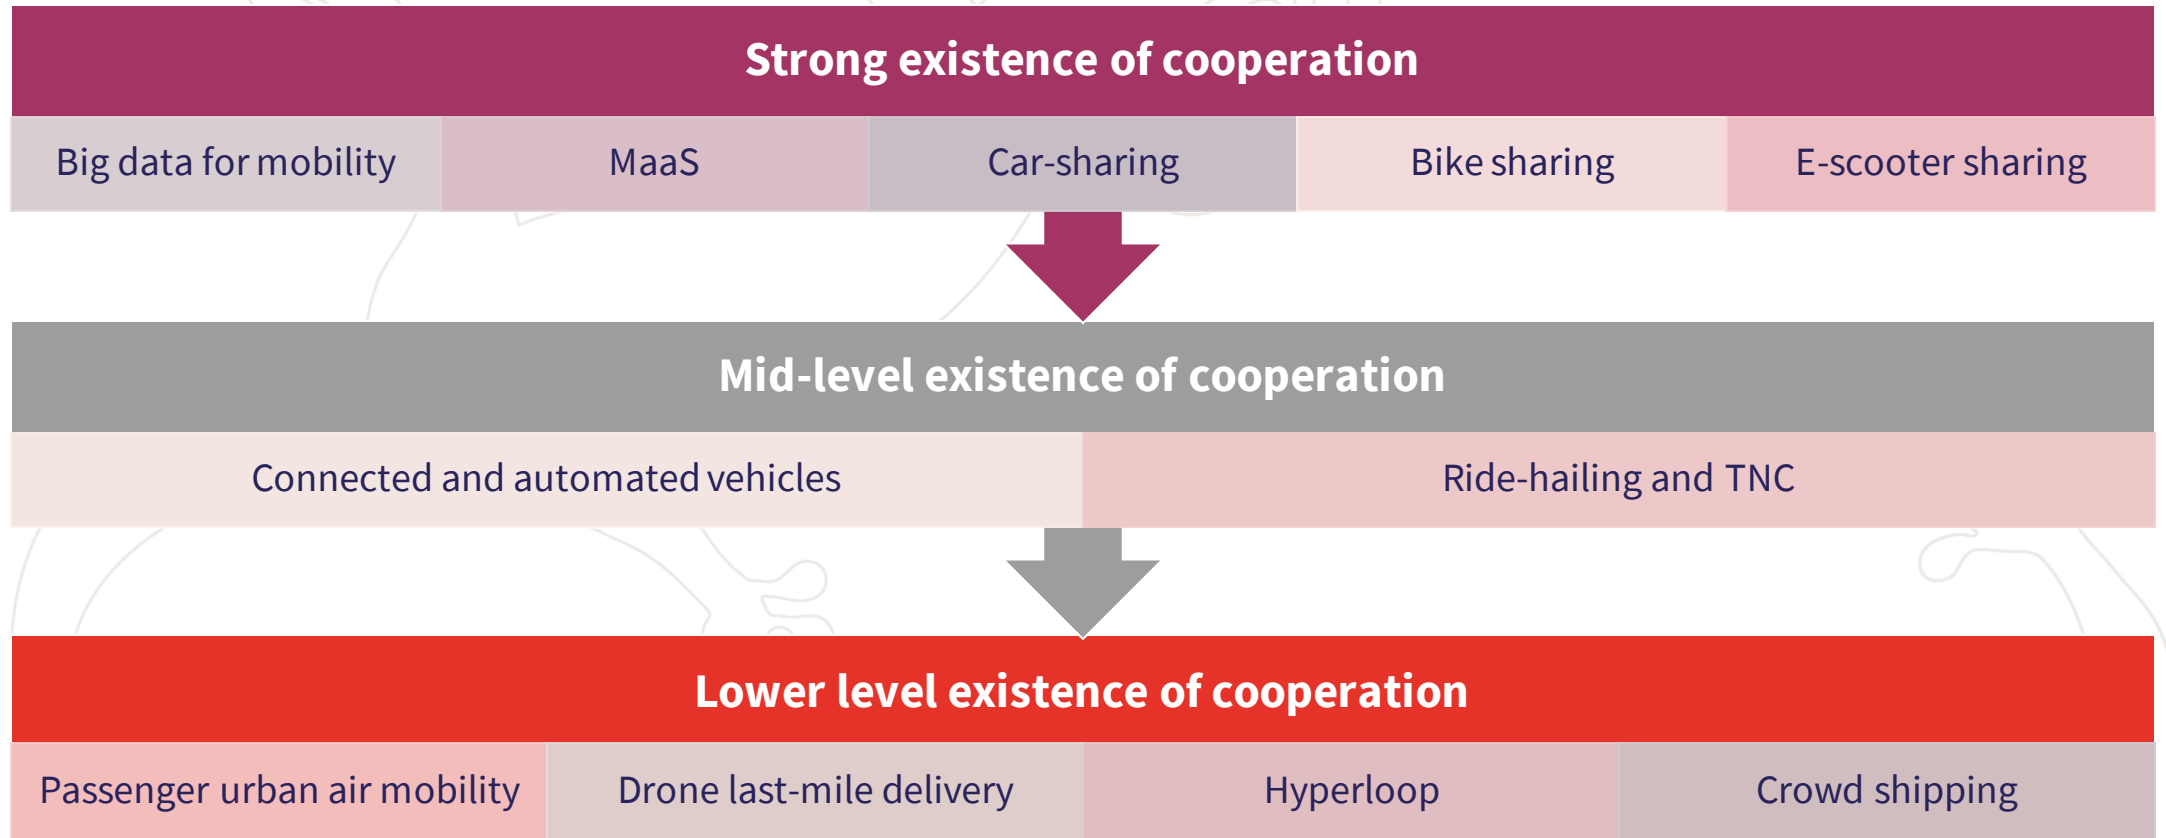 Strong existence of cooperation
Big data for mobility
MaaS
Car-sharing
Bike sharing
E-scooter sharing
Mid-level existence of cooperation
Connected and automated vehicles
Ride-hailing and TNC
Lower level existence of cooperation
Passenger urban air mobility
Drone last-mile delivery
Hyperloop
Crowd shipping